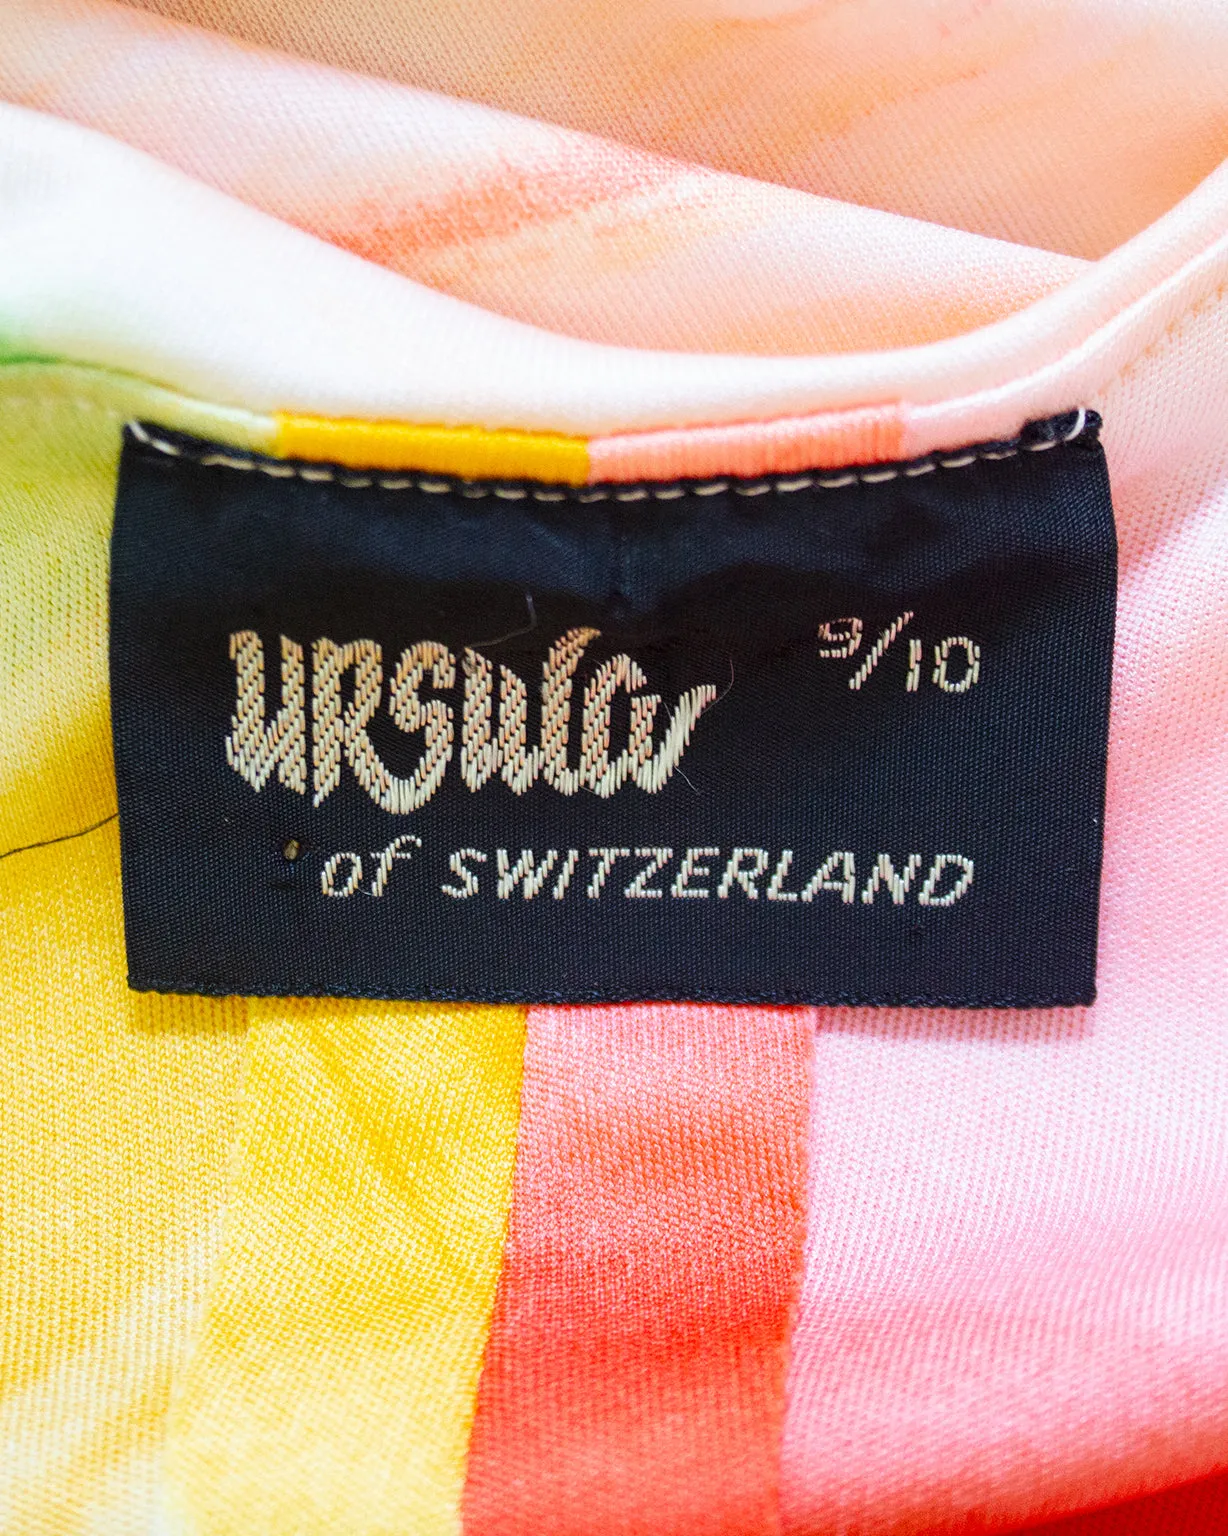 ursula 9/10
of SWITZERLAND